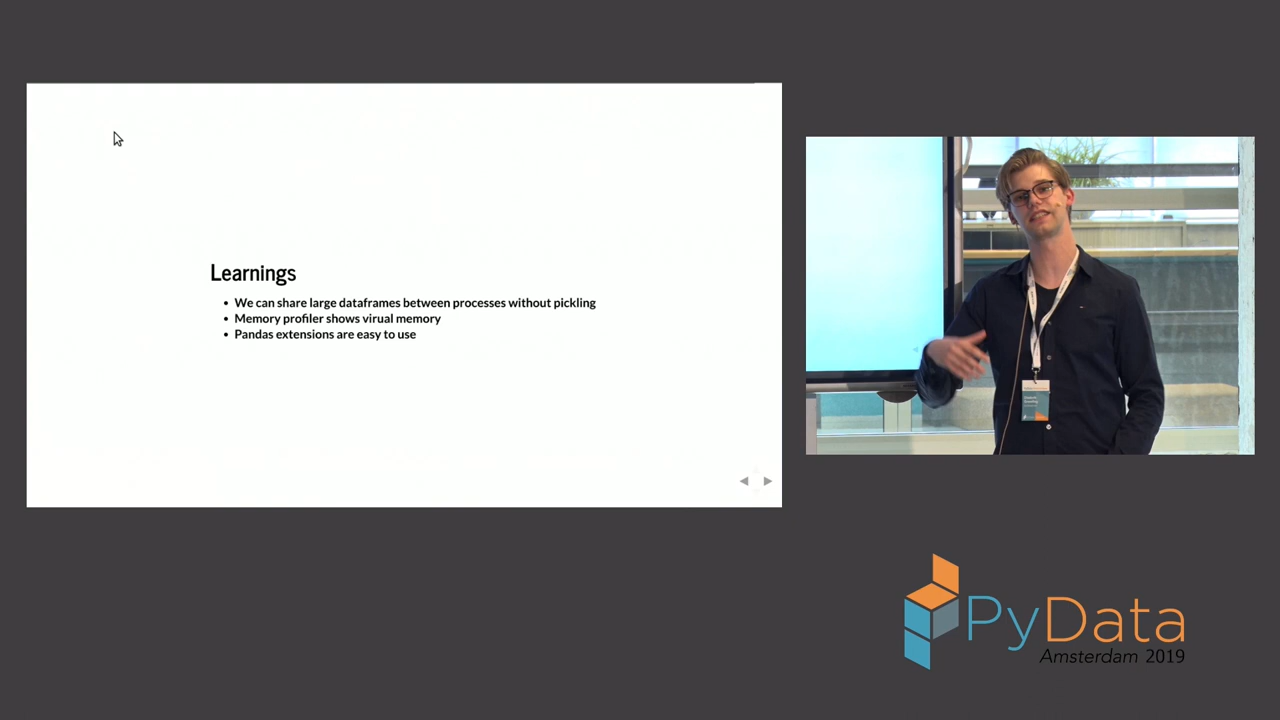 Learnings
• We can share large dataframes between processes without pickling
• Memory profiler shows virual memory
• Pandas extensions are easy to use
PyData
Amsterdam 2019